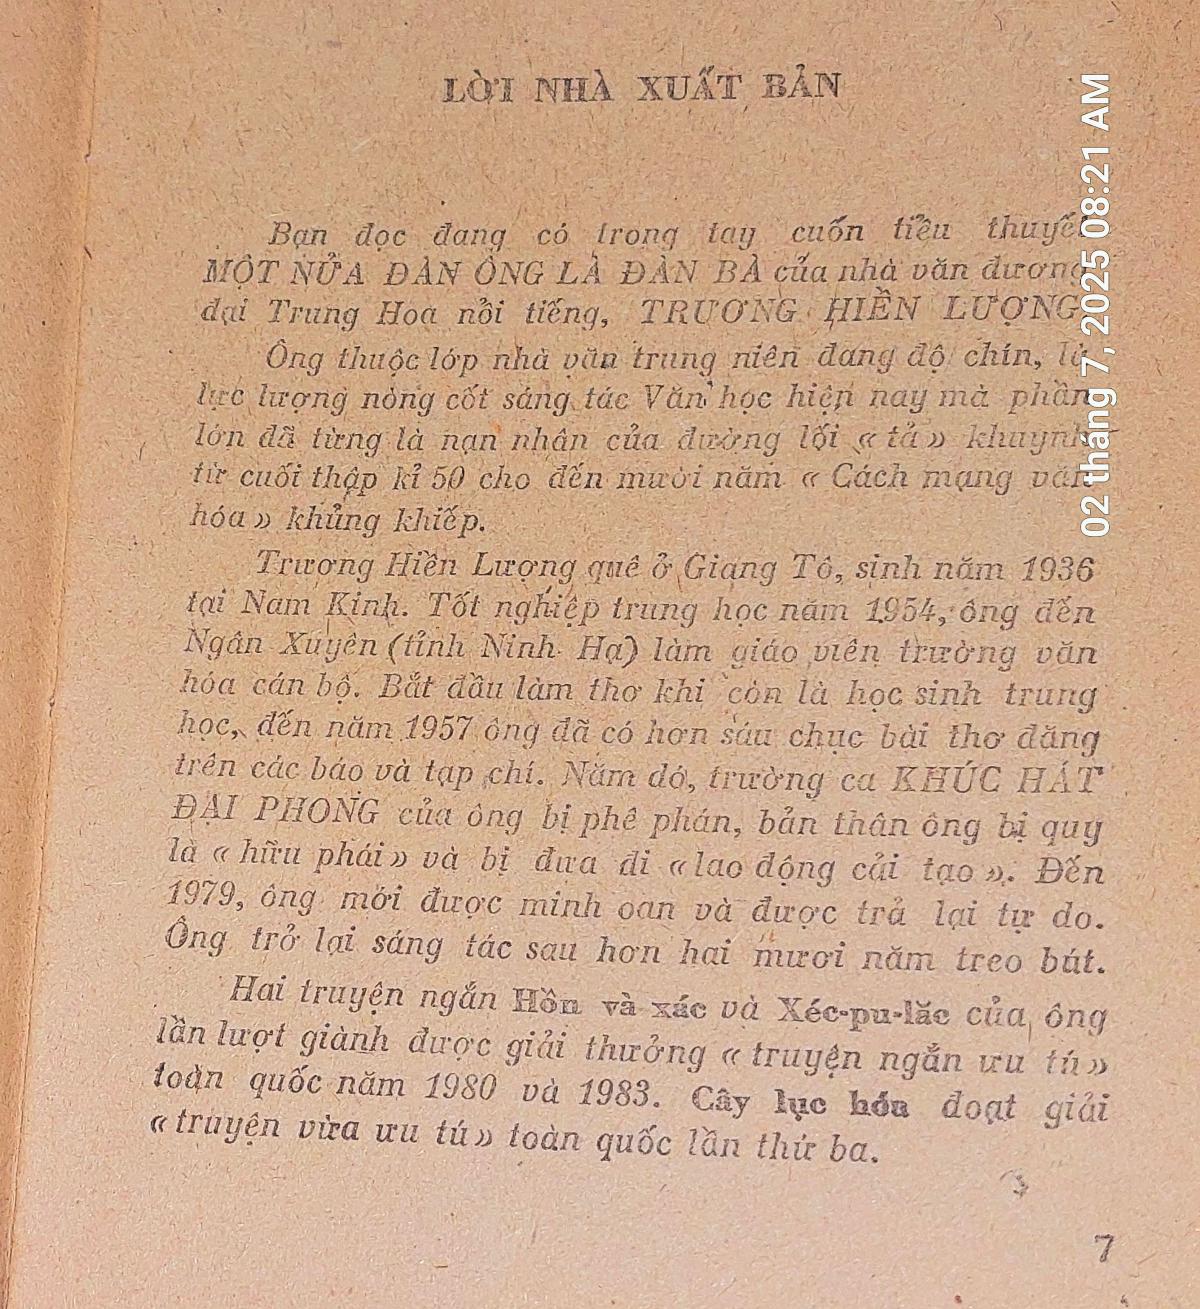 LỜI NHÀ XUẤT BẢN
Bạn đọc đang có trong tay cuốn tiểu thuyết
MỘT NỬA ĐÀN ÔNG LÀ ĐÀN BÀ của nhà văn đương
đại Trung Hoa nổi tiếng, TRƯƠNG HIỀN LƯỢNG.
Ông thuộc lớp nhà văn trung niên đang độ chín, là
lực lượng nòng cốt sáng tác Văn học hiện nay mà phần
lớn đã từng là nạn nhân của đường lối « tả » khuynh
từ cuối thập kỉ 50 cho đến mười năm « Cách mạng văn
hóa » khủng khiếp.
Trương Hiền Lượng quê ở Giang Tô, sinh năm 1936
tại Nam Kinh. Tốt nghiệp trung học năm 1954, ông đến
Ngân Xuyên (tỉnh Ninh Hạ) làm giáo viên trường văn
hóa cán bộ. Bắt đầu làm thơ khi còn là học sinh trung
học, đến năm 1957 ông đã có hơn sáu chục bài thơ đăng
trên các báo và tạp chí. Năm đó, trường ca KHÚC HÁT
ĐẠI PHONG của ông bị phê phán, bản thân ông bị quy
là « hữu phái » và bị đưa đi « lao động cải tạo ». Đến
1979, ông mới được minh oan và được trả lại tự do.
Ông trở lại sáng tác sau hơn hai mươi năm treo bút.
Hai truyện ngắn Hồn và xác và Xéc-pu-lắc của ông
lần lượt giành được giải thưởng « truyện ngắn ưu tú »
toàn quốc năm 1980 và 1983. Cây lục hóa đoạt giải
« truyện vừa ưu tú » toàn quốc lần thứ ba.
7
02 tháng 7, 2025 08:21 AM